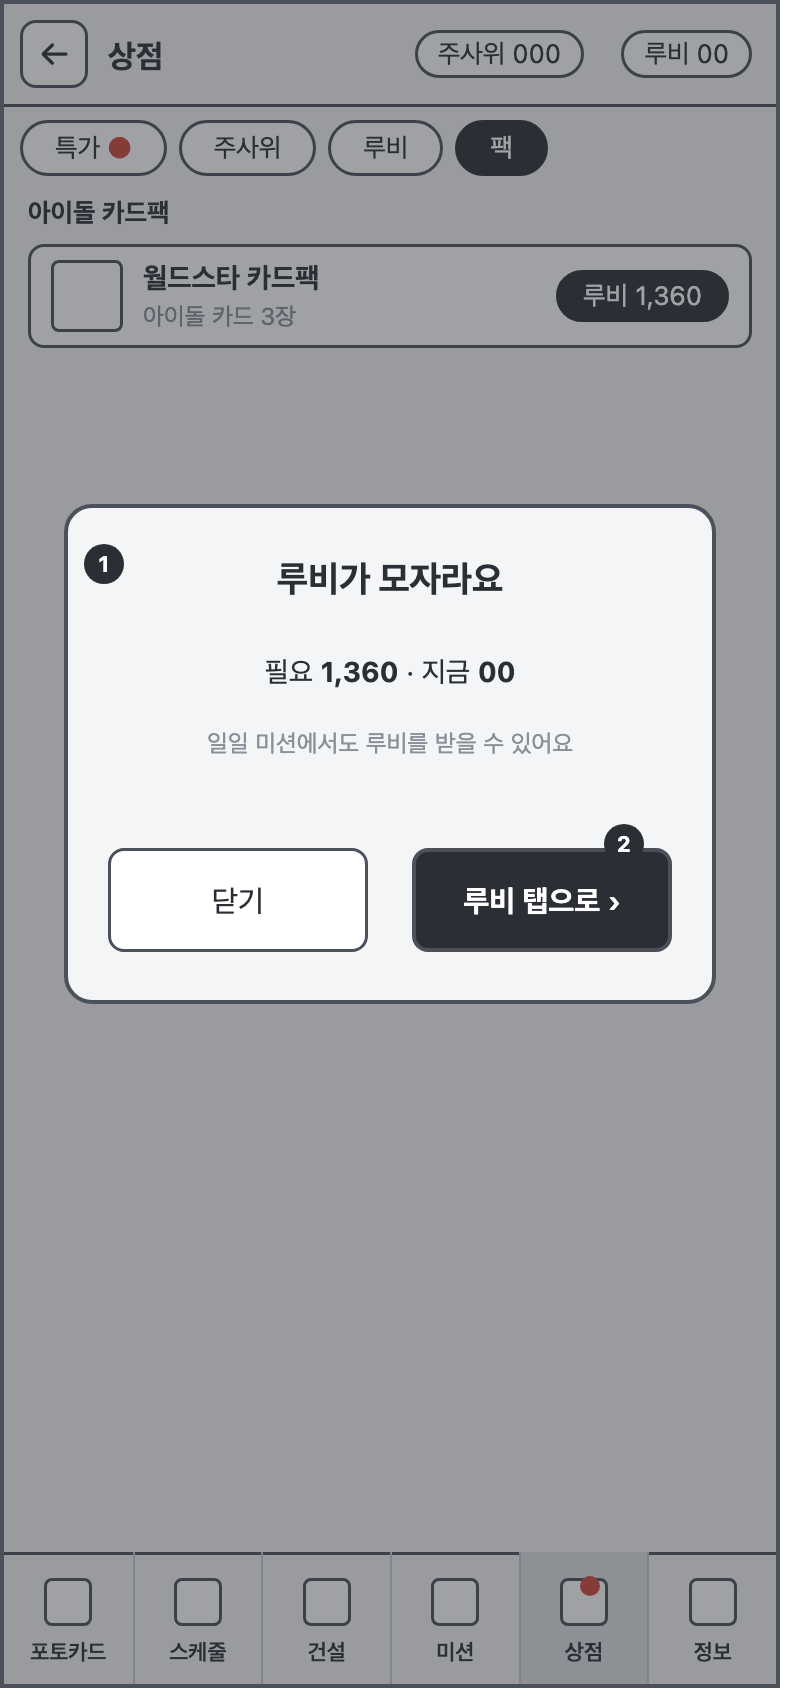 ← 상점 주사위 000 루비 00
특가 주사위 루비 팩
아이돌 카드팩
월드스타 카드팩
아이돌 카드 3장
루비 1,360
1
루비가 모자라요
필요 1,360 · 지금 00
일일 미션에서도 루비를 받을 수 있어요
2
닫기 루비 탭으로 ›
포토카드 스케줄 건설 미션 상점 정보